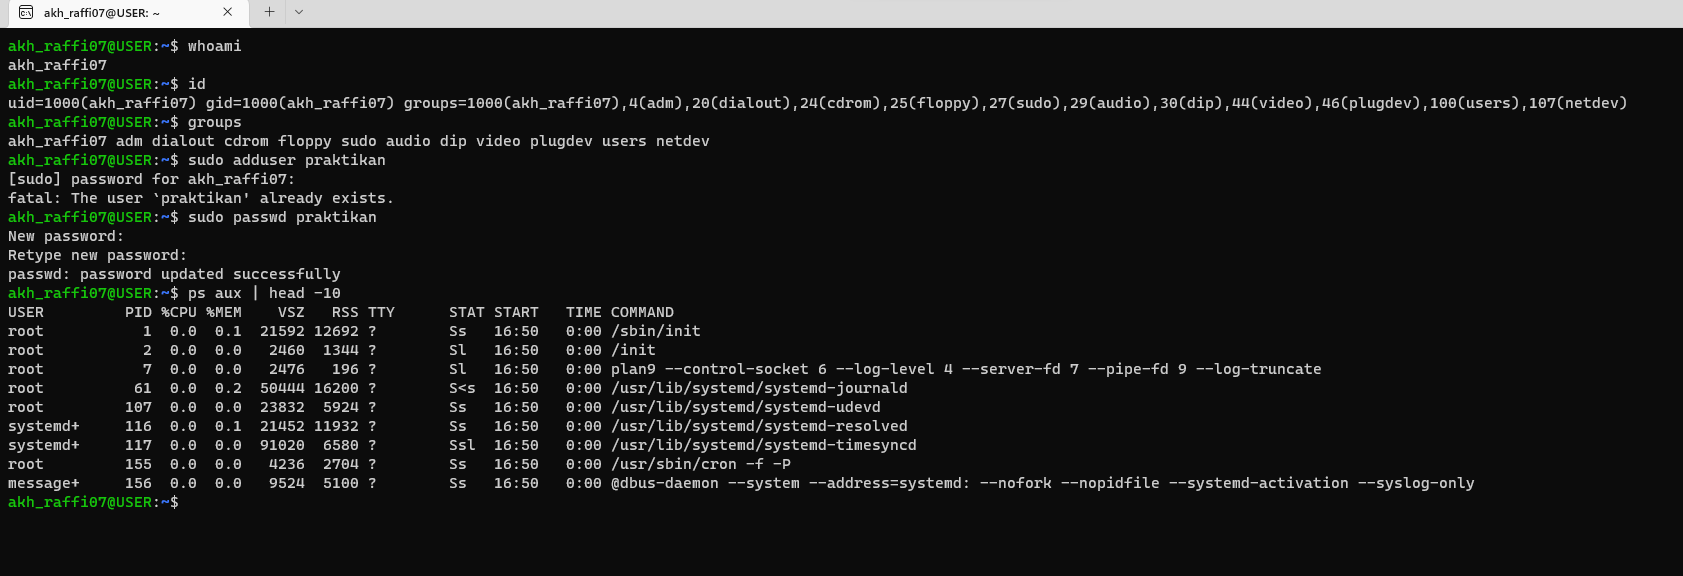 akh_raffi07@USER: ~
akh_raffi07@USER:~$ whoami
akh_raffi07
akh_raffi07@USER:~$ id
uid=1000(akh_raffi07) gid=1000(akh_raffi07) groups=1000(akh_raffi07),4(adm),20(dialout),24(cdrom),25(floppy),27(sudo),29(audio),30(dip),44(video),46(plugdev),100(users),107(netdev)
akh_raffi07@USER:~$ groups
akh_raffi07 adm dialout cdrom floppy sudo audio dip video plugdev users netdev
akh_raffi07@USER:~$ sudo adduser praktikan
[sudo] password for akh_raffi07:
fatal: The user `praktikan' already exists.
akh_raffi07@USER:~$ sudo passwd praktikan
New password:
Retype new password:
passwd: password updated successfully
akh_raffi07@USER:~$ ps aux | head -10
USER         PID %CPU %MEM    VSZ   RSS TTY      STAT START   TIME COMMAND
root           1  0.0  0.1  21592 12692 ?        Ss   16:50   0:00 /sbin/init
root           2  0.0  0.0   2460  1344 ?        Sl   16:50   0:00 /init
root           7  0.0  0.0   2476   196 ?        Sl   16:50   0:00 plan9 --control-socket 6 --log-level 4 --server-fd 7 --pipe-fd 9 --log-truncate
root          61  0.0  0.2  50444 16200 ?        S<s  16:50   0:00 /usr/lib/systemd/systemd-journald
root         107  0.0  0.0  23832  5924 ?        Ss   16:50   0:00 /usr/lib/systemd/systemd-udevd
systemd+     116  0.0  0.1  21452 11932 ?        Ss   16:50   0:00 /usr/lib/systemd/systemd-resolved
systemd+     117  0.0  0.0  91020  6580 ?        Ssl  16:50   0:00 /usr/lib/systemd/systemd-timesyncd
root         155  0.0  0.0   4236  2704 ?        Ss   16:50   0:00 /usr/sbin/cron -f -P
message+     156  0.0  0.0   9524  5100 ?        Ss   16:50   0:00 @dbus-daemon --system --address=systemd: --nofork --nopidfile --systemd-activation --syslog-only
akh_raffi07@USER:~$